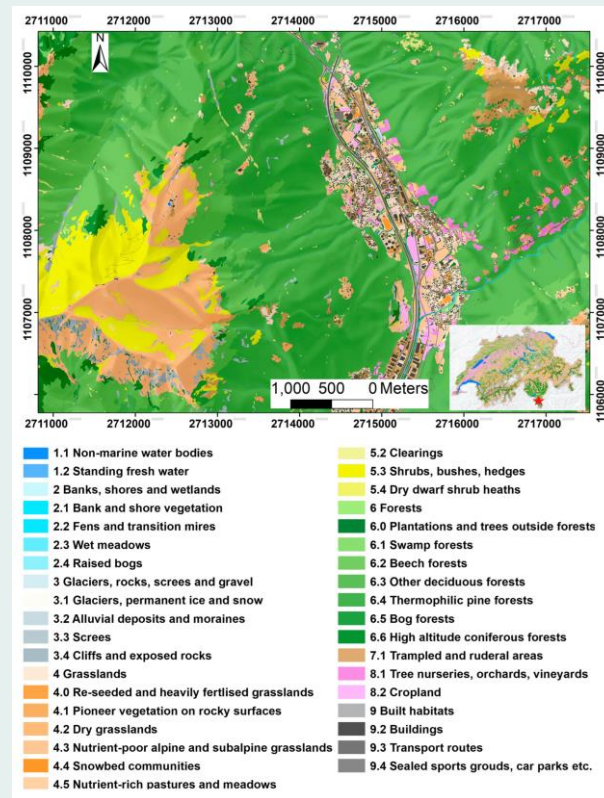 2711000 2712000 2713000 2714000 2715000 2716000 2717000
N
1110000 1110000
1109000 1109000
1108000 1108000
1107000 1107000
1,000 500 0 Meters
1106000
2711000 2712000 2713000 2714000 2715000 2716000 2717000
1.1 Non-marine water bodies
1.2 Standing fresh water
2 Banks, shores and wetlands
2.1 Bank and shore vegetation
2.2 Fens and transition mires
2.3 Wet meadows
2.4 Raised bogs
3 Glaciers, rocks, screes and gravel
3.1 Glaciers, permanent ice and snow
3.2 Alluvial deposits and moraines
3.3 Screes
3.4 Cliffs and exposed rocks
4 Grasslands
4.0 Re-seeded and heavily fertlised grasslands
4.1 Pioneer vegetation on rocky surfaces
4.2 Dry grasslands
4.3 Nutrient-poor alpine and subalpine grasslands
4.4 Snowbed communities
4.5 Nutrient-rich pastures and meadows
5.2 Clearings
5.3 Shrubs, bushes, hedges
5.4 Dry dwarf shrub heaths
6 Forests
6.0 Plantations and trees outside forests
6.1 Swamp forests
6.2 Beech forests
6.3 Other deciduous forests
6.4 Thermophilic pine forests
6.5 Bog forests
6.6 High altitude coniferous forests
7.1 Trampled and ruderal areas
8.1 Tree nurseries, orchards, vineyards
8.2 Cropland
9 Built habitats
9.2 Buildings
9.3 Transport routes
9.4 Sealed sports grouds, car parks etc.